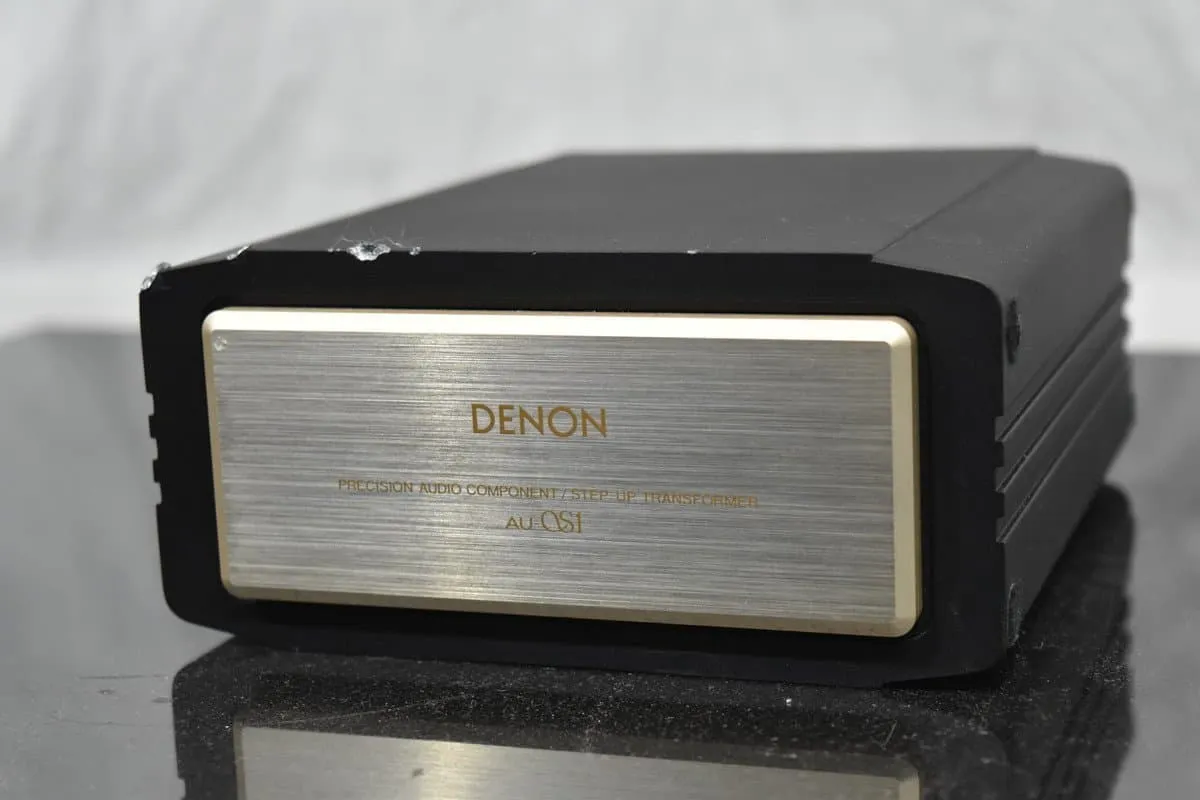 DENON
PRECISION AUDIO COMPONENT / STEP UP TRANSFORMER
AU-S1